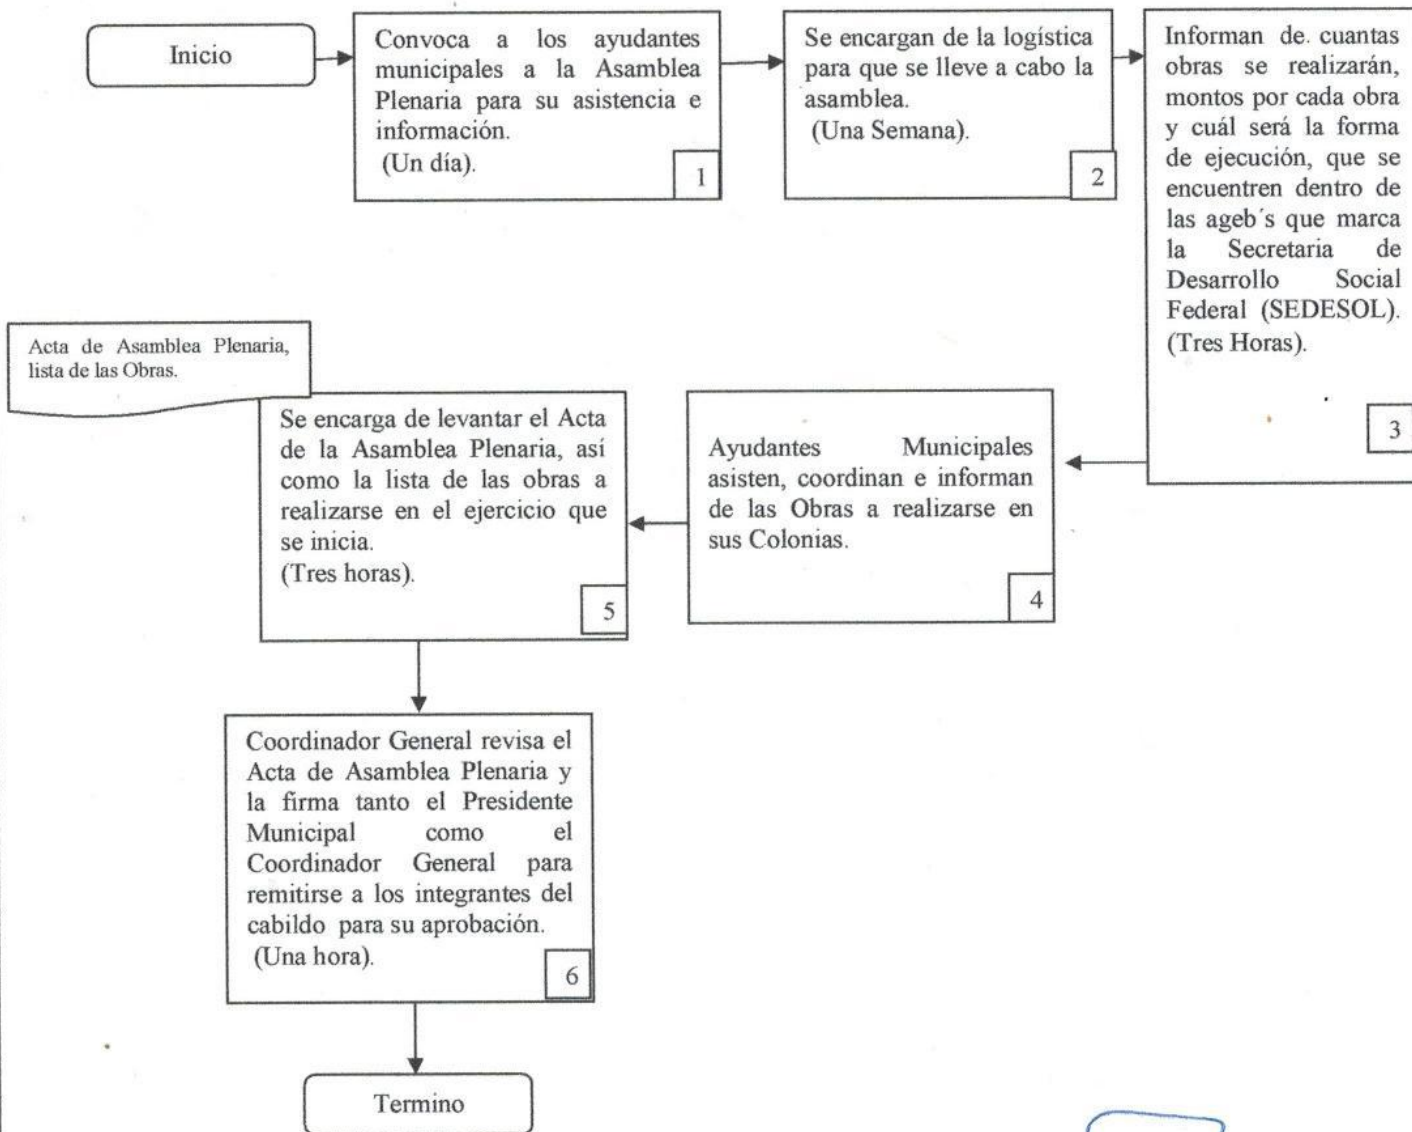 Inicio
Convoca a los ayudantes
municipales a la Asamblea
Plenaria para su asistencia e
información.
(Un día).
1
Se encargan de la logística
para que se lleve a cabo la
asamblea.
(Una Semana).
2
Informan de cuantas
obras se realizarán,
montos por cada obra
y cuál será la forma
de ejecución, que se
encuentren dentro de
las ageb´s que marca
la Secretaria de
Desarrollo Social
Federal (SEDESOL).
(Tres Horas).
3
Ayudantes Municipales
asisten, coordinan e informan
de las Obras a realizarse en
sus Colonias.
4
Acta de Asamblea Plenaria,
lista de las Obras.
Se encarga de levantar el Acta
de la Asamblea Plenaria, así
como la lista de las obras a
realizarse en el ejercicio que
se inicia.
(Tres horas).
5
Coordinador General revisa el
Acta de Asamblea Plenaria y
la firma tanto el Presidente
Municipal como el
Coordinador General para
remitirse a los integrantes del
cabildo para su aprobación.
(Una hora).
6
Termino